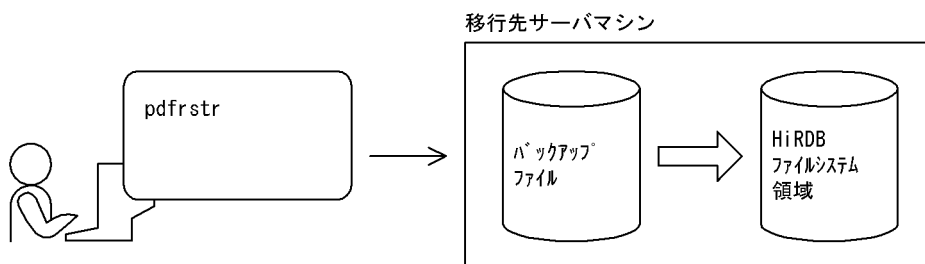 移行先サーバマシン
pdfrstr
バックアップ
ファイル
HiRDB
ファイルシステム
領域